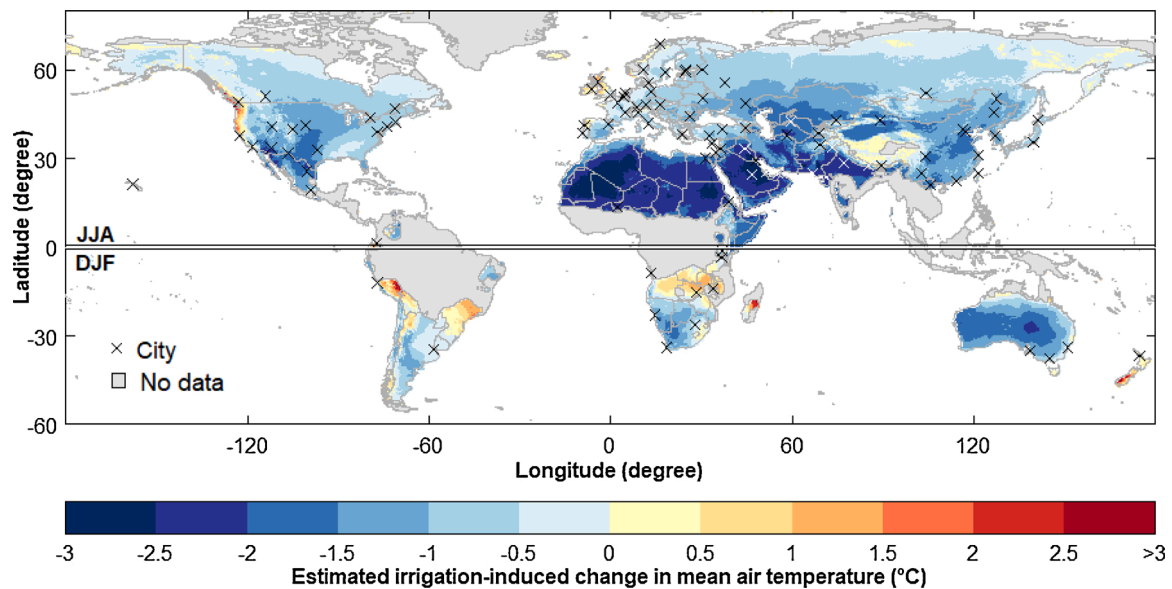 60
30
0
-30
-60
Laditude (degree)
JJA
DJF
City
No data
-120 -60 0 60 120
Longitude (degree)
-3 -2.5 -2 -1.5 -1 -0.5 0 0.5 1 1.5 2 2.5 >3
Estimated irrigation-induced change in mean air temperature (ºC)